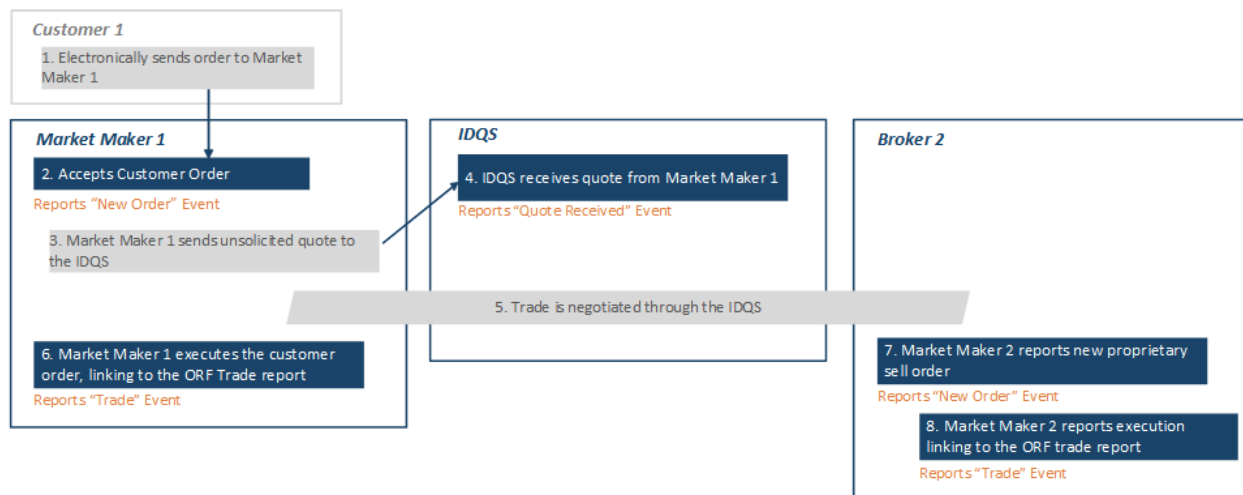 Customer 1
1. Electronically sends order to Market
Maker 1
Market Maker 1
2. Accepts Customer Order
Reports "New Order" Event
3. Market Maker 1 sends unsolicited quote to
the IDQS
IDQS
4. IDQS receives quote from Market Maker 1
Reports "Quote Received" Event
Broker 2
5. Trade is negotiated through the IDQS
6. Market Maker 1 executes the customer
order, linking to the ORF Trade report
Reports "Trade" Event
7. Market Maker 2 reports new proprietary
sell order
Reports "New Order" Event
8. Market Maker 2 reports execution
linking to the ORF trade report
Reports "Trade" Event